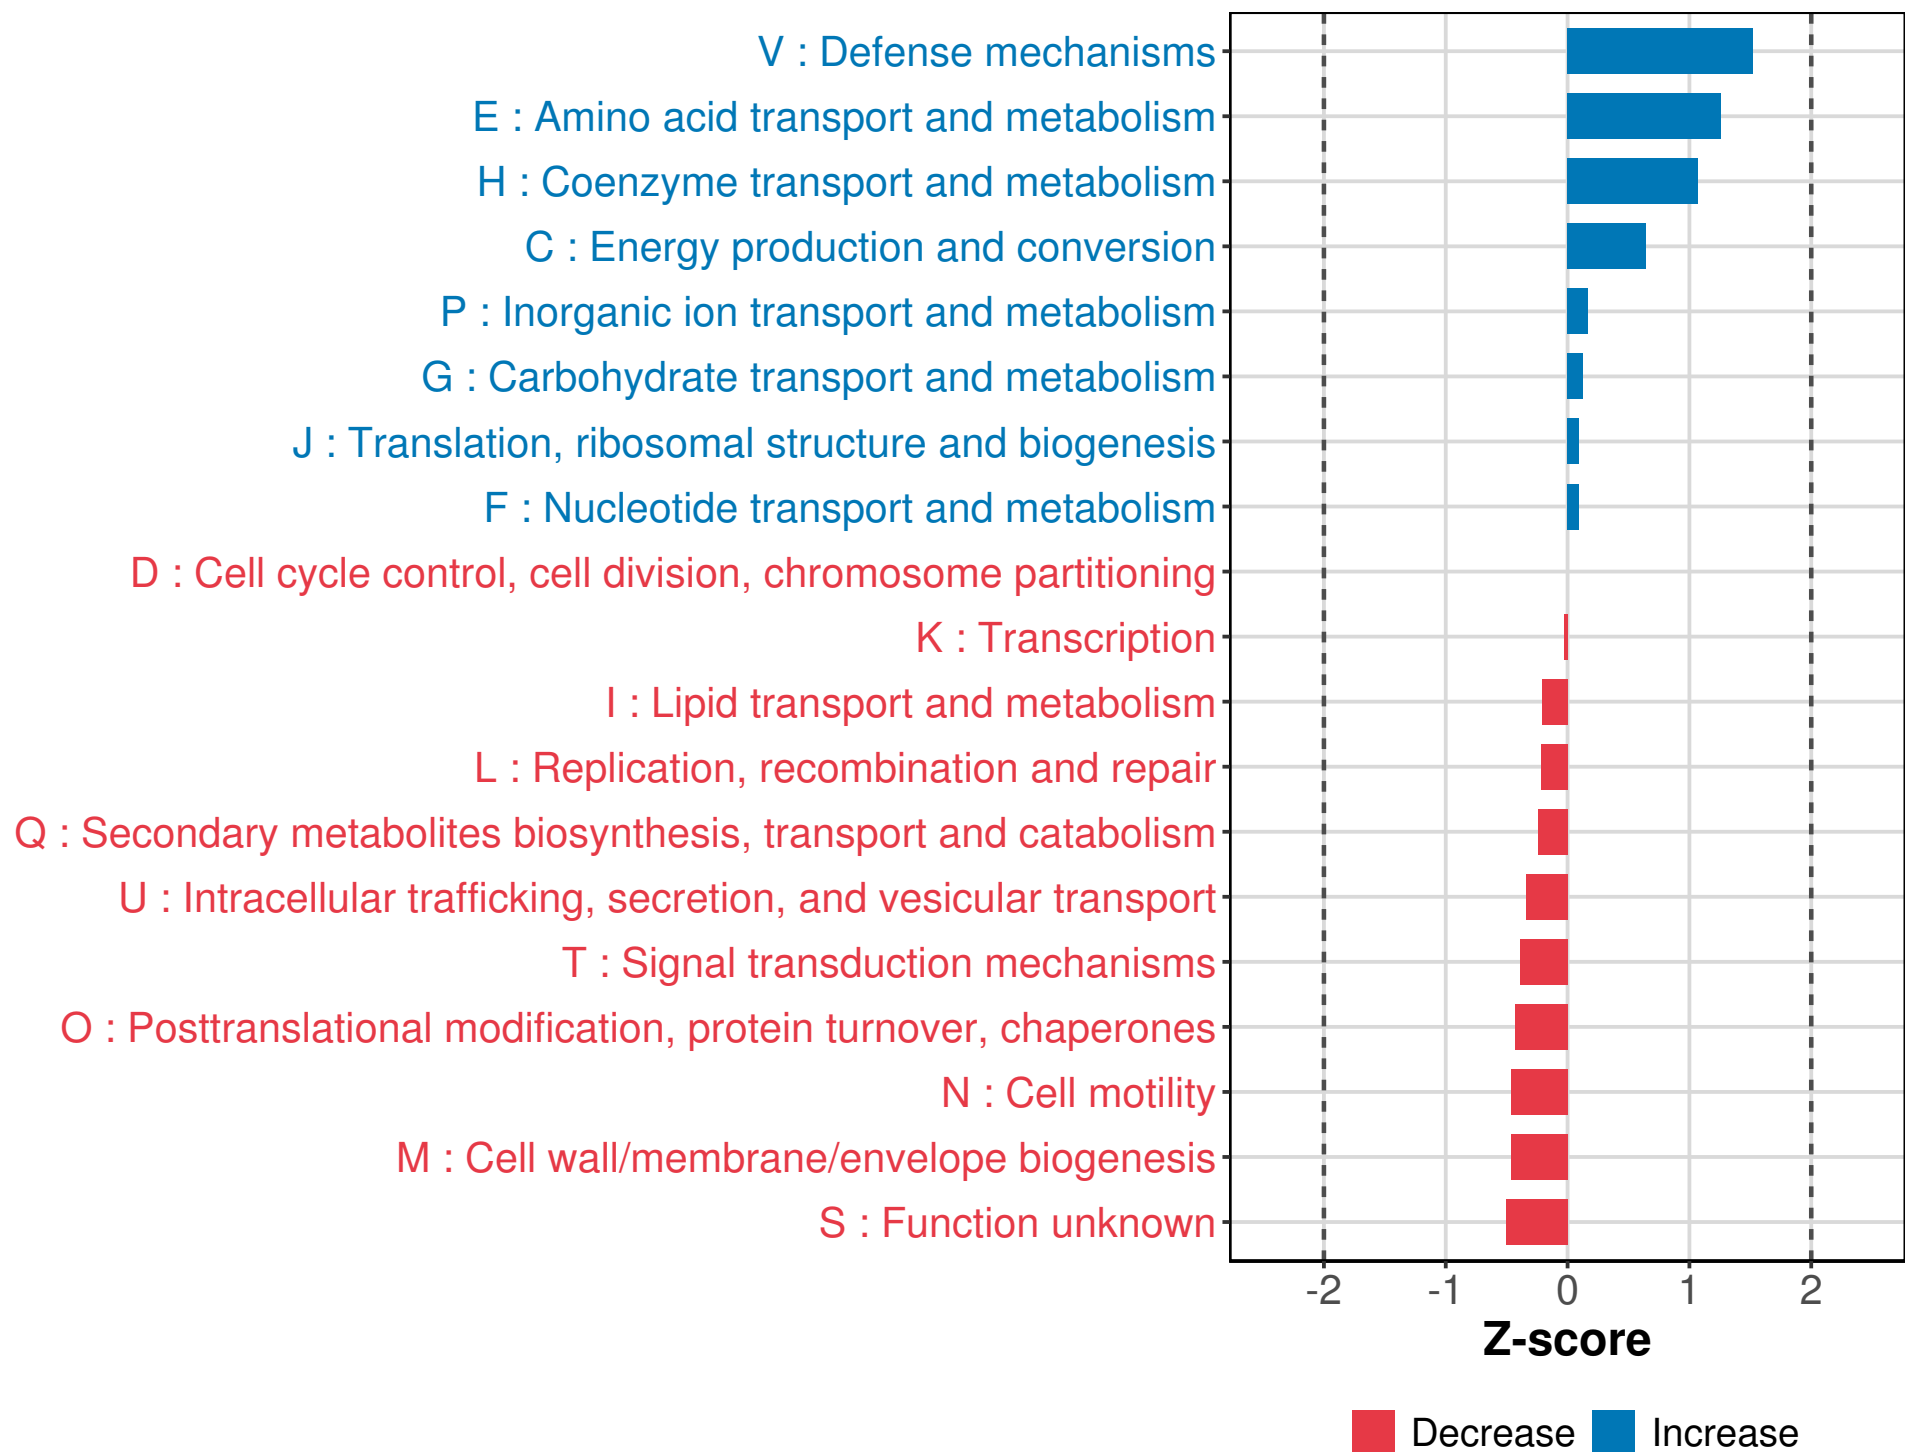 V : Defense mechanisms
E : Amino acid transport and metabolism
H : Coenzyme transport and metabolism
C : Energy production and conversion
P : Inorganic ion transport and metabolism
G : Carbohydrate transport and metabolism
J : Translation, ribosomal structure and biogenesis
F : Nucleotide transport and metabolism
D : Cell cycle control, cell division, chromosome partitioning
K : Transcription
I : Lipid transport and metabolism
L : Replication, recombination and repair
Q : Secondary metabolites biosynthesis, transport and catabolism
U : Intracellular trafficking, secretion, and vesicular transport
T : Signal transduction mechanisms
O : Posttranslational modification, protein turnover, chaperones
N : Cell motility
M : Cell wall/membrane/envelope biogenesis
S : Function unknown
-2 -1 0 1 2
Z-score
Decrease Increase